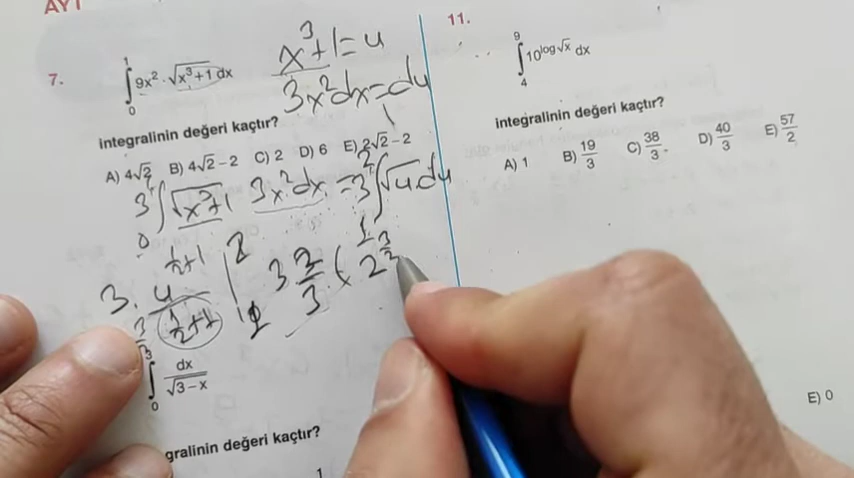 AYT
7. ∫₀¹ 9x² · √(x³+1) dx
x³+1=u
3x²dx=du
integralinin değeri kaçtır?
A) 4√2 B) 4√2−2 C) 2 D) 6 E) 2√2−2
3∫₀¹ √(x³+1) 3x²dx = 3∫₁² √u du
3. u^(1/2+1) / (1/2+1) |₁² 3 2/3 (2^(3/2)
∫₀³ dx/√(3−x)
gralinin değeri kaçtır?
1
11. ∫₄⁹ 10^(log√x) dx
integralinin değeri kaçtır?
A) 1 B) 19/3 C) 38/3 D) 40/3 E) 57/2
E) 0